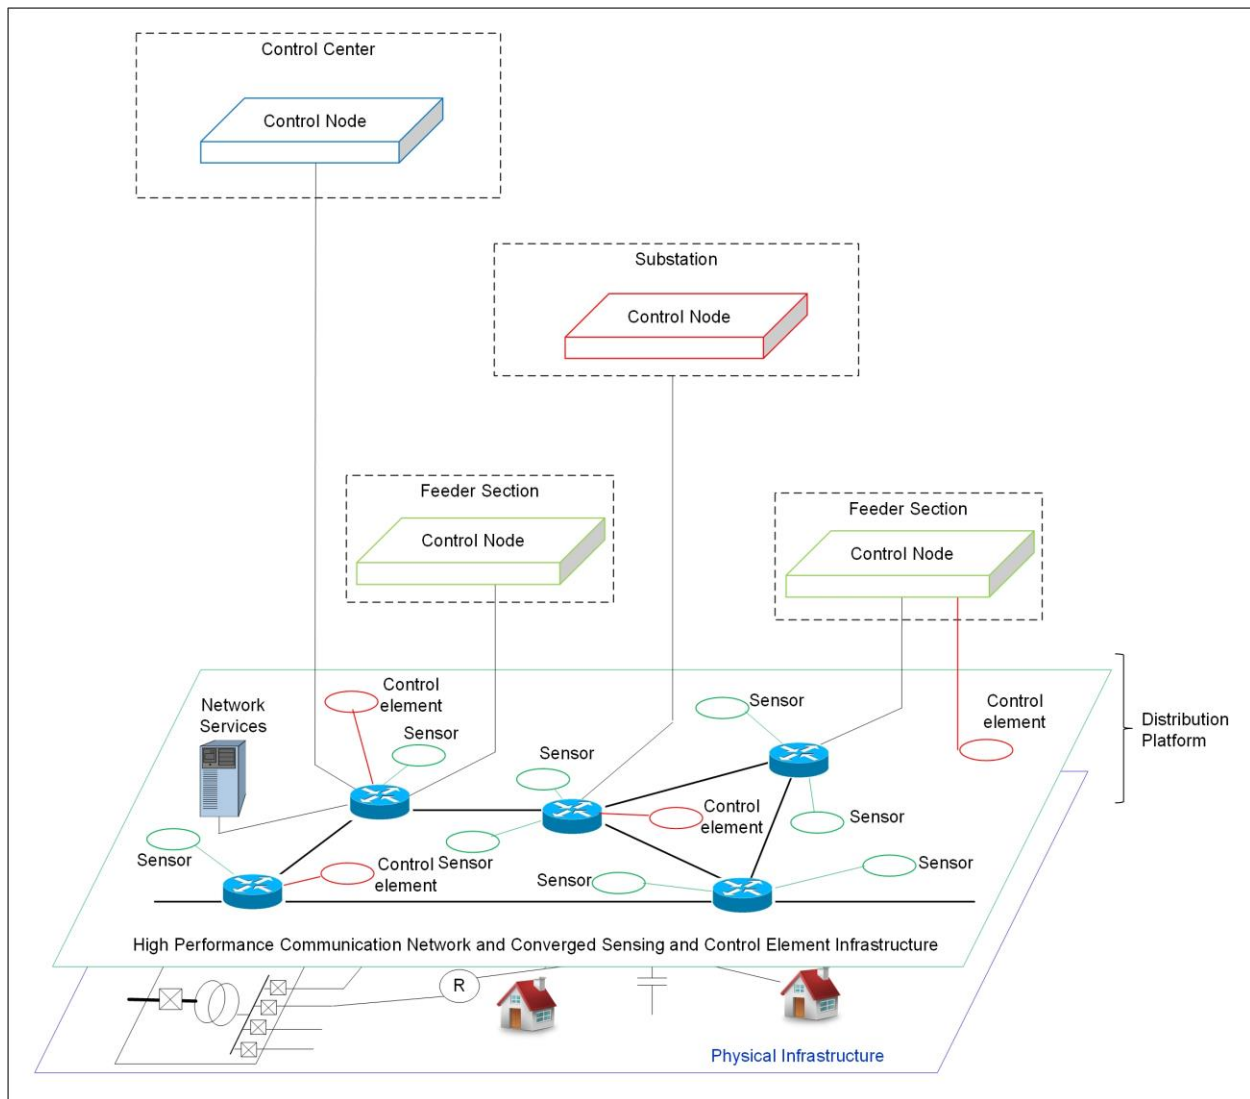 Control Center
Control Node
Substation
Control Node
Feeder Section
Control Node
Feeder Section
Control Node
Network
Services
Control
element
Sensor
Sensor
Sensor
Control
element
Distribution
Platform
Sensor
Control
element
Sensor
Sensor
Control
element
Sensor
Sensor
Sensor
High Performance Communication Network and Converged Sensing and Control Element Infrastructure
R
Physical Infrastructure